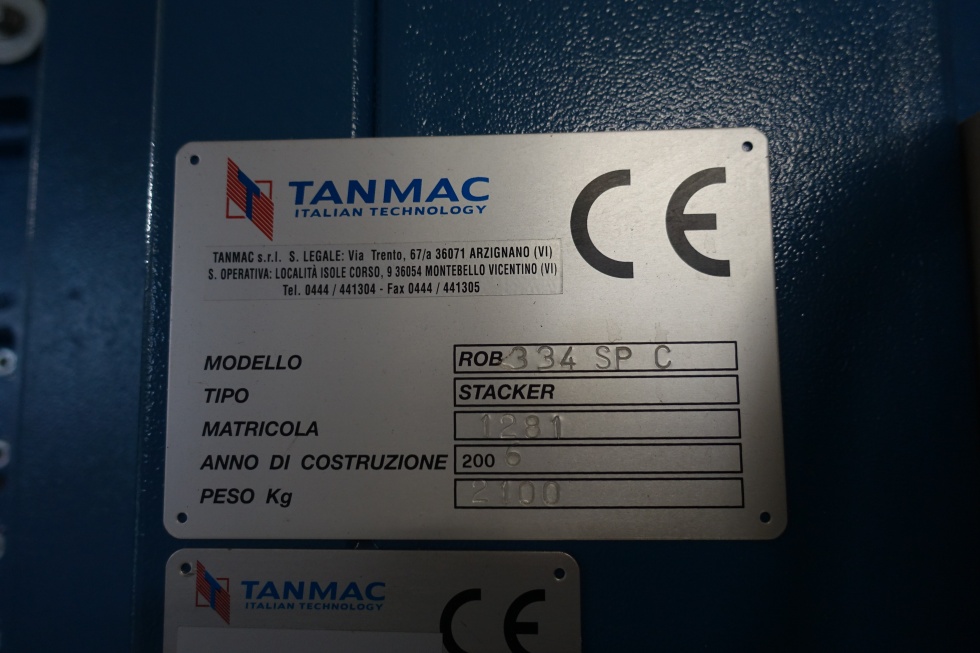 TANMAC
ITALIAN TECHNOLOGY
CE
TANMAC s.r.l. S. LEGALE: Via Trento, 67/a 36071 ARZIGNANO (VI)
S. OPERATIVA: LOCALITÀ ISOLE CORSO, 9 36054 MONTEBELLO VICENTINO (VI)
Tel. 0444 / 441304 - Fax 0444 / 441305
MODELLO ROB 334 SP C
TIPO STACKER
MATRICOLA 1281
ANNO DI COSTRUZIONE 2006
PESO Kg 2100
TANMAC
ITALIAN TECHNOLOGY
CE